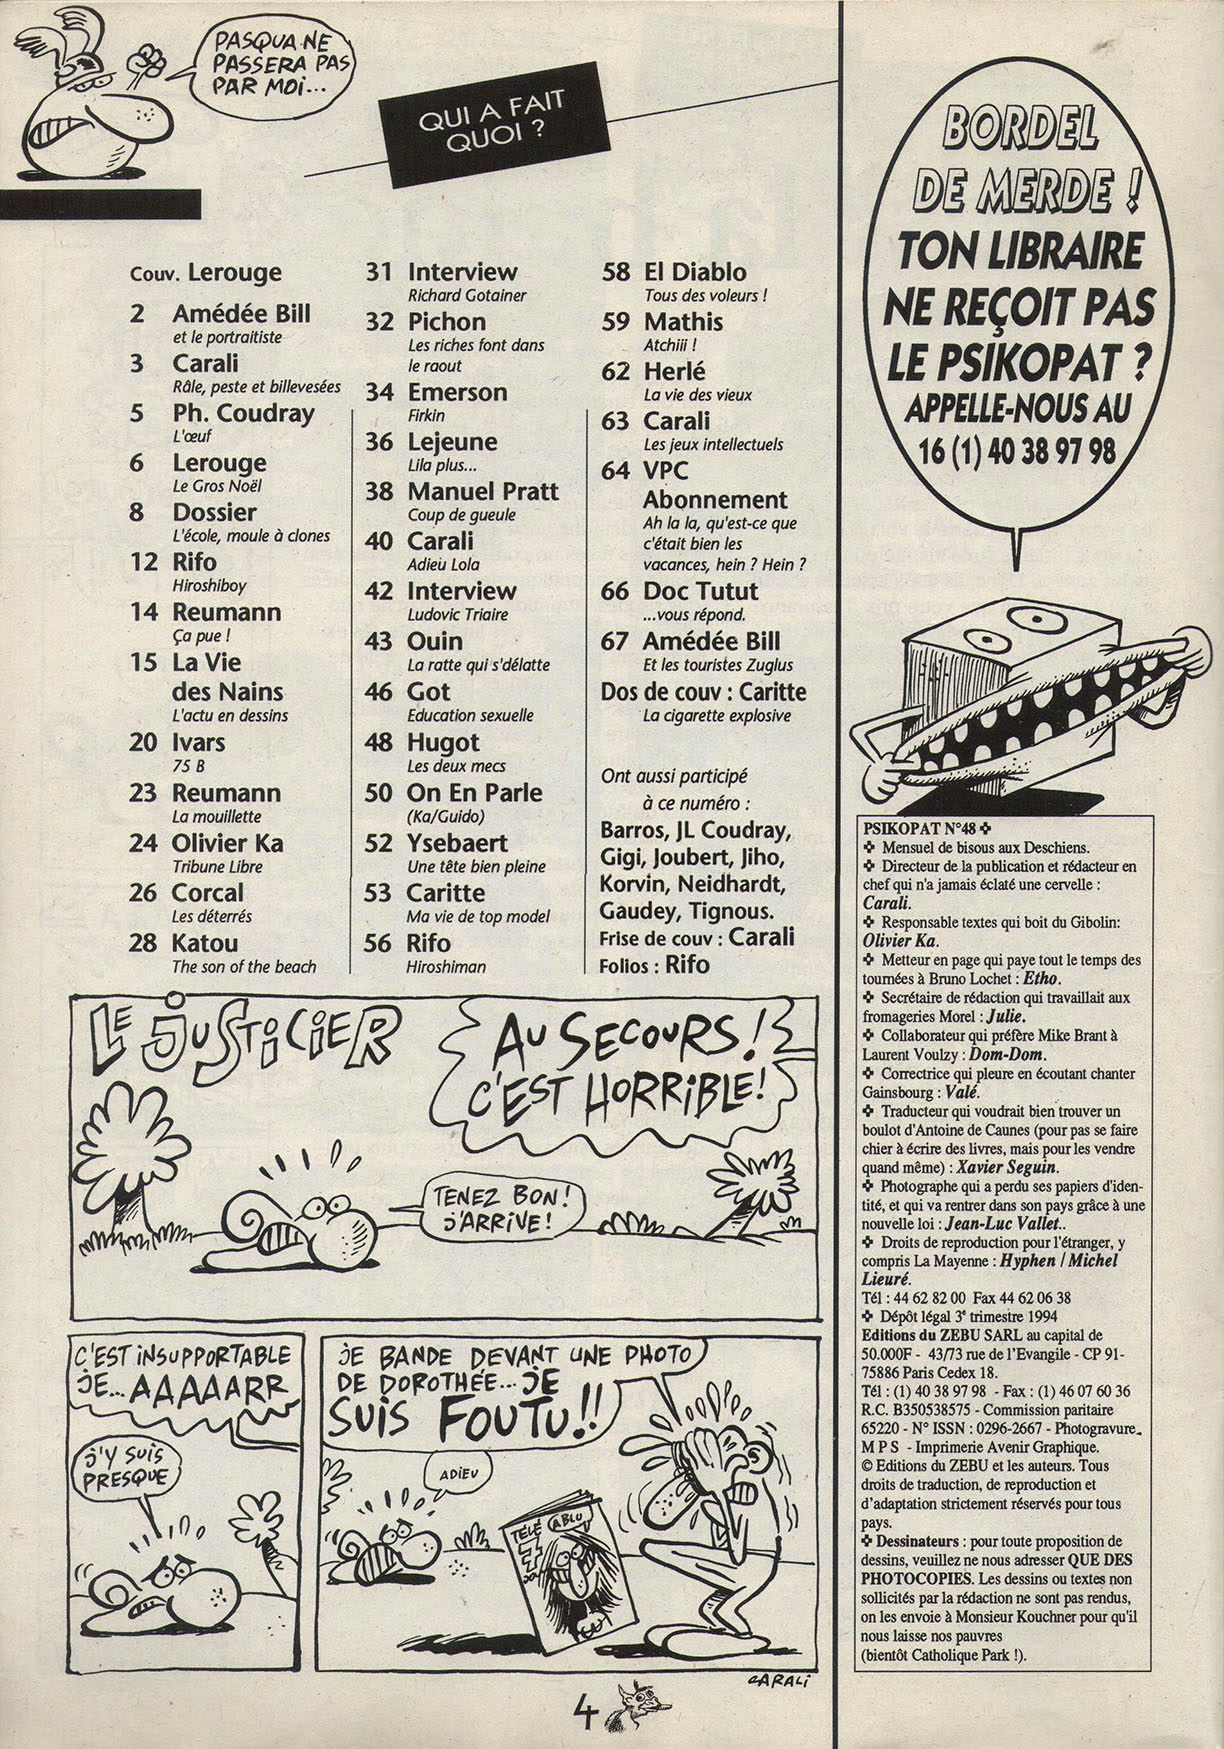 PASQUA NE
PASSERA PAS
PAR MOI...
QUI A FAIT
QUOI ?
Couv. Lerouge
2 Amédée Bill
et le portraitiste
3 Carali
Râle, peste et billevesées
5 Ph. Coudray
L'œuf
6 Lerouge
Le Gros Noël
8 Dossier
L'école, moule à clones
12 Rifo
Hiroshiboy
14 Reumann
Ça pue !
15 La Vie
des Nains
L'actu en dessins
20 Ivars
75 B
23 Reumann
La mouillette
24 Olivier Ka
Tribune Libre
26 Corcal
Les déterrés
28 Katou
The son of the beach
31 Interview
Richard Gotainer
32 Pichon
Les riches font dans
le raout
34 Emerson
Firkin
36 Lejeune
Lila plus...
38 Manuel Pratt
Coup de gueule
40 Carali
Adieu Lola
42 Interview
Ludovic Triaire
43 Ouin
La ratte qui s'délatte
46 Got
Education sexuelle
48 Hugot
Les deux mecs
50 On En Parle
(Ka/Guido)
52 Ysebaert
Une tête bien pleine
53 Caritte
Ma vie de top model
56 Rifo
Hiroshiman
58 El Diablo
Tous des voleurs !
59 Mathis
Atchiii !
62 Herlé
La vie des vieux
63 Carali
Les jeux intellectuels
64 VPC
Abonnement
Ah la la, qu'est-ce que
c'était bien les
vacances, hein ? Hein ?
66 Doc Tutut
...vous répond.
67 Amédée Bill
Et les touristes Zuglus
Dos de couv : Caritte
La cigarette explosive
Ont aussi participé
à ce numéro :
Barros, JL Coudray,
Gigi, Joubert, Jiho,
Korvin, Neidhardt,
Gaudey, Tignous.
Frise de couv : Carali
Folios : Rifo
LE JUSTICIER
AU SECOURS !
C'EST HORRIBLE !
TENEZ BON !
J'ARRIVE !
C'EST INSUPPORTABLE
JE... AAAAARR
J'Y SUIS
PRESQUE
JE BANDE DEVANT UNE PHOTO
DE DOROTHÉE... JE
SUIS FOUTU !!
ADIEU
TÉLÉ
7
JOU
ABLU
CARALI
4
BORDEL
DE MERDE !
TON LIBRAIRE
NE REÇOIT PAS
LE PSIKOPAT ?
APPELLE-NOUS AU
16 (1) 40 38 97 98
PSIKOPAT N°48 ✤
✤ Mensuel de bisous aux Deschiens.
✤ Directeur de la publication et rédacteur en
chef qui n'a jamais éclaté une cervelle :
Carali.
✤ Responsable textes qui boit du Gibolin:
Olivier Ka.
✤ Metteur en page qui paye tout le temps des
tournées à Bruno Lochet : Etho.
✤ Secrétaire de rédaction qui travaillait aux
fromageries Morel : Julie.
✤ Collaborateur qui préfère Mike Brant à
Laurent Voulzy : Dom-Dom.
✤ Correctrice qui pleure en écoutant chanter
Gainsbourg : Valé.
✤ Traducteur qui voudrait bien trouver un
boulot d'Antoine de Caunes (pour pas se faire
chier à écrire des livres, mais pour les vendre
quand même) : Xavier Seguin.
✤ Photographe qui a perdu ses papiers d'iden-
tité, et qui va rentrer dans son pays grâce à une
nouvelle loi : Jean-Luc Vallet..
✤ Droits de reproduction pour l'étranger, y
compris La Mayenne : Hyphen / Michel
Lieuré.
Tél : 44 62 82 00 Fax 44 62 06 38
✤ Dépôt légal 3e trimestre 1994
Editions du ZEBU SARL au capital de
50.000F - 43/73 rue de l'Evangile - CP 91-
75886 Paris Cedex 18.
Tél : (1) 40 38 97 98 - Fax : (1) 46 07 60 36
R.C. B350538575 - Commission paritaire
65220 - N° ISSN : 0296-2667 - Photogravure
M P S - Imprimerie Avenir Graphique.
© Editions du ZEBU et les auteurs. Tous
droits de traduction, de reproduction et
d'adaptation strictement réservés pour tous
pays.
✤ Dessinateurs : pour toute proposition de
dessins, veuillez ne nous adresser QUE DES
PHOTOCOPIES. Les dessins ou textes non
sollicités par la rédaction ne sont pas rendus,
on les envoie à Monsieur Kouchner pour qu'il
nous laisse nos pauvres
(bientôt Catholique Park !).